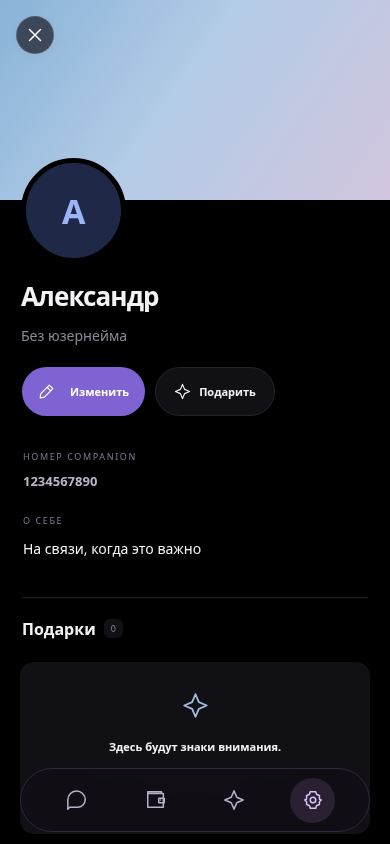 А
Александр
Без юзернейма
Изменить
Подарить
НОМЕР COMPANION
1234567890
О СЕБЕ
На связи, когда это важно
Подарки 0
Здесь будут знаки внимания.